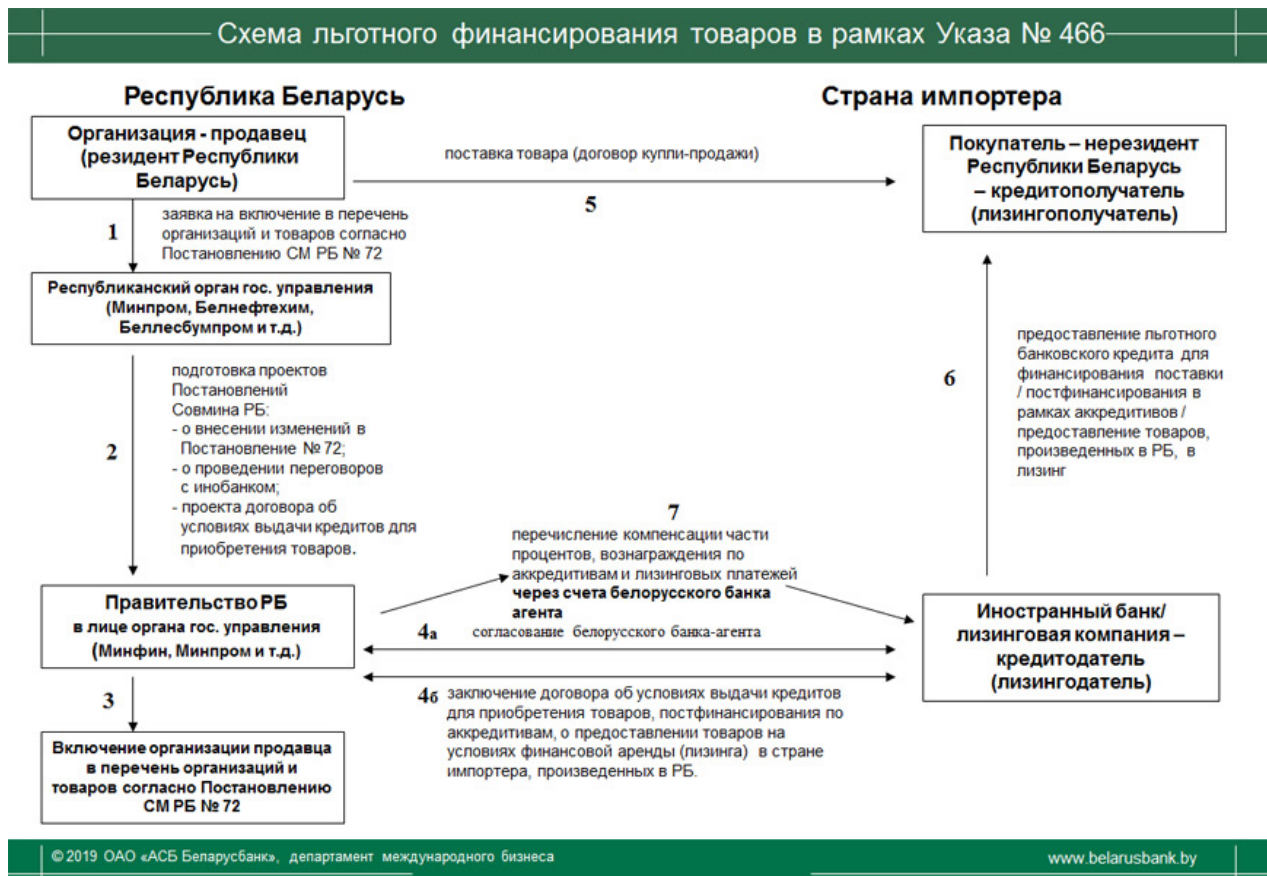 Схема льготного финансирования товаров в рамках Указа № 466
Республика Беларусь
Страна импортера
Организация - продавец
(резидент Республики
Беларусь)
поставка товара (договор купли-продажи)
5
Покупатель – нерезидент
Республики Беларусь
– кредитополучатель
(лизингополучатель)
1
заявка на включение в перечень
организаций и товаров согласно
Постановлению СМ РБ № 72
Республиканский орган гос. управления
(Минпром, Белнефтехим,
Беллесбумпром и т.д.)
2
подготовка проектов
Постановлений
Совмина РБ:
- о внесении изменений в
Постановление № 72;
- о проведении переговоров
с инобанком;
- проекта договора об
условиях выдачи кредитов для
приобретения товаров.
6
предоставление льготного
банковского кредита для
финансирования поставки
/ постфинансирования в
рамках аккредитивов /
предоставление товаров,
произведенных в РБ, в
лизинг
7
перечисление компенсации части
процентов, вознаграждения по
аккредитивам и лизинговых платежей
через счета белорусского банка
агента
Правительство РБ
в лице органа гос. управления
(Минфин, Минпром и т.д.)
4а согласование белорусского банка-агента
Иностранный банк/
лизинговая компания –
кредитодатель
(лизингодатель)
3
4б заключение договора об условиях выдачи кредитов
для приобретения товаров, постфинансирования по
аккредитивам, о предоставлении товаров на
условиях финансовой аренды (лизинга) в стране
импортера, произведенных в РБ.
Включение организации продавца
в перечень организаций и
товаров согласно Постановлению
СМ РБ № 72
© 2019 ОАО «АСБ Беларусбанк», департамент международного бизнеса
www.belarusbank.by